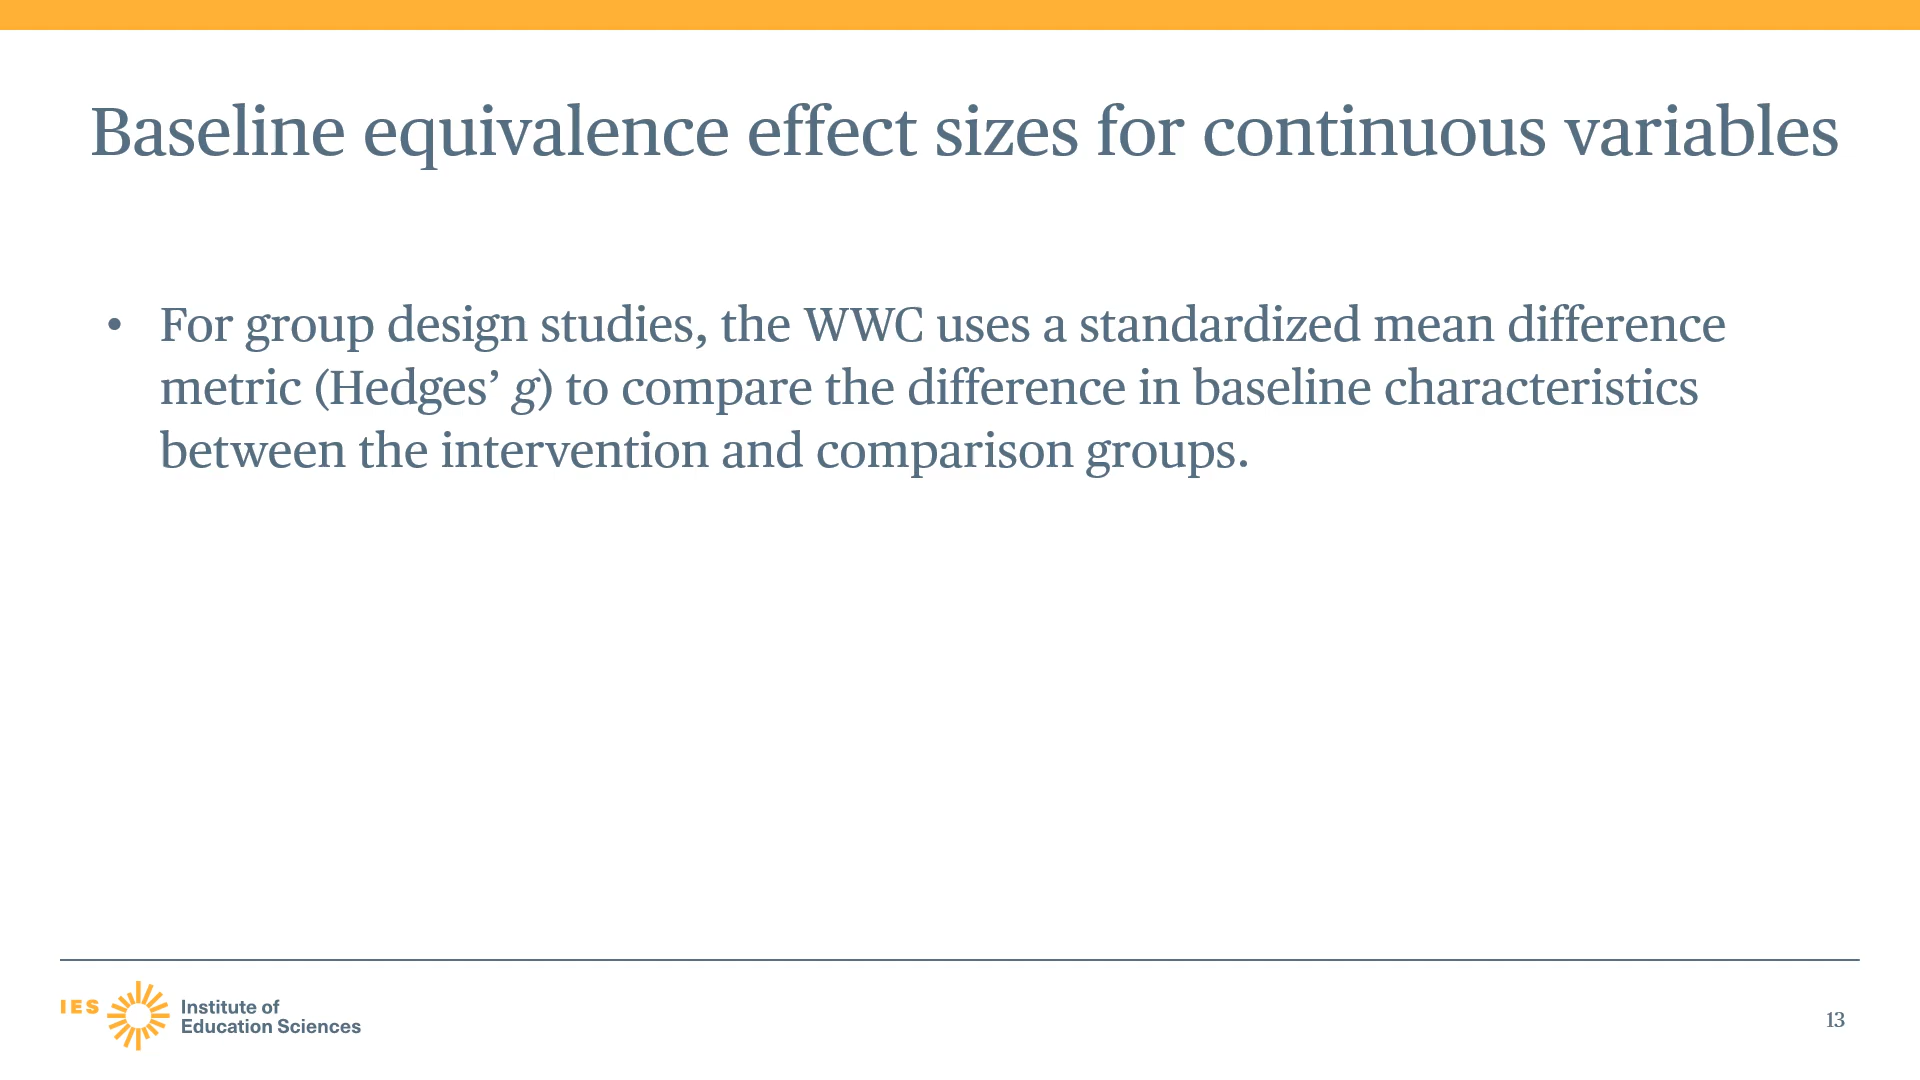 Baseline equivalence effect sizes for continuous variables
• For group design studies, the WWC uses a standardized mean difference
metric (Hedges’ g) to compare the difference in baseline characteristics
between the intervention and comparison groups.
IES
Institute of
Education Sciences
13